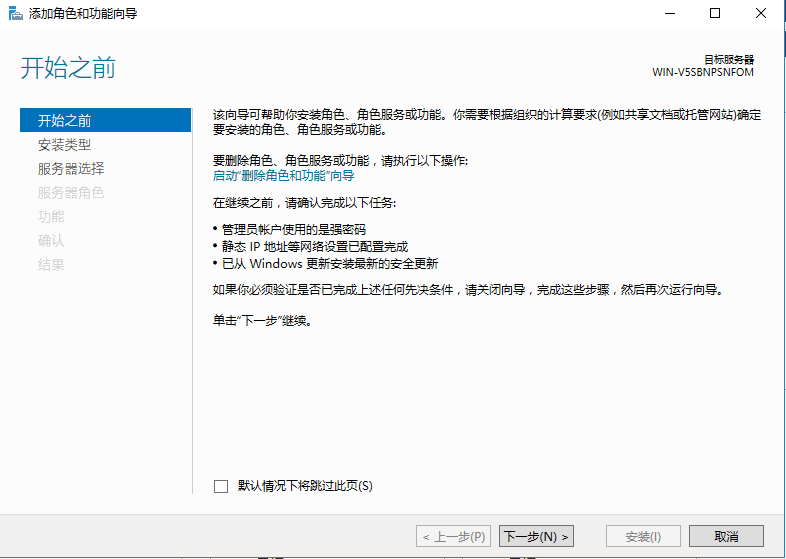 添加角色和功能向导
开始之前
目标服务器
WIN-V5SBNPSNFOM
开始之前
安装类型
服务器选择
服务器角色
功能
确认
结果
该向导可帮助你安装角色、角色服务或功能。你需要根据组织的计算要求(例如共享文档或托管网站)确定
要安装的角色、角色服务或功能。
要删除角色、角色服务或功能，请执行以下操作:
启动“删除角色和功能”向导
在继续之前，请确认完成以下任务:
• 管理员帐户使用的是强密码
• 静态 IP 地址等网络设置已配置完成
• 已从 Windows 更新安装最新的安全更新
如果你必须验证是否已完成上述任何先决条件，请关闭向导，完成这些步骤，然后再次运行向导。
单击“下一步”继续。
默认情况下将跳过此页(S)
< 上一步(P)
下一步(N) >
安装(I)
取消